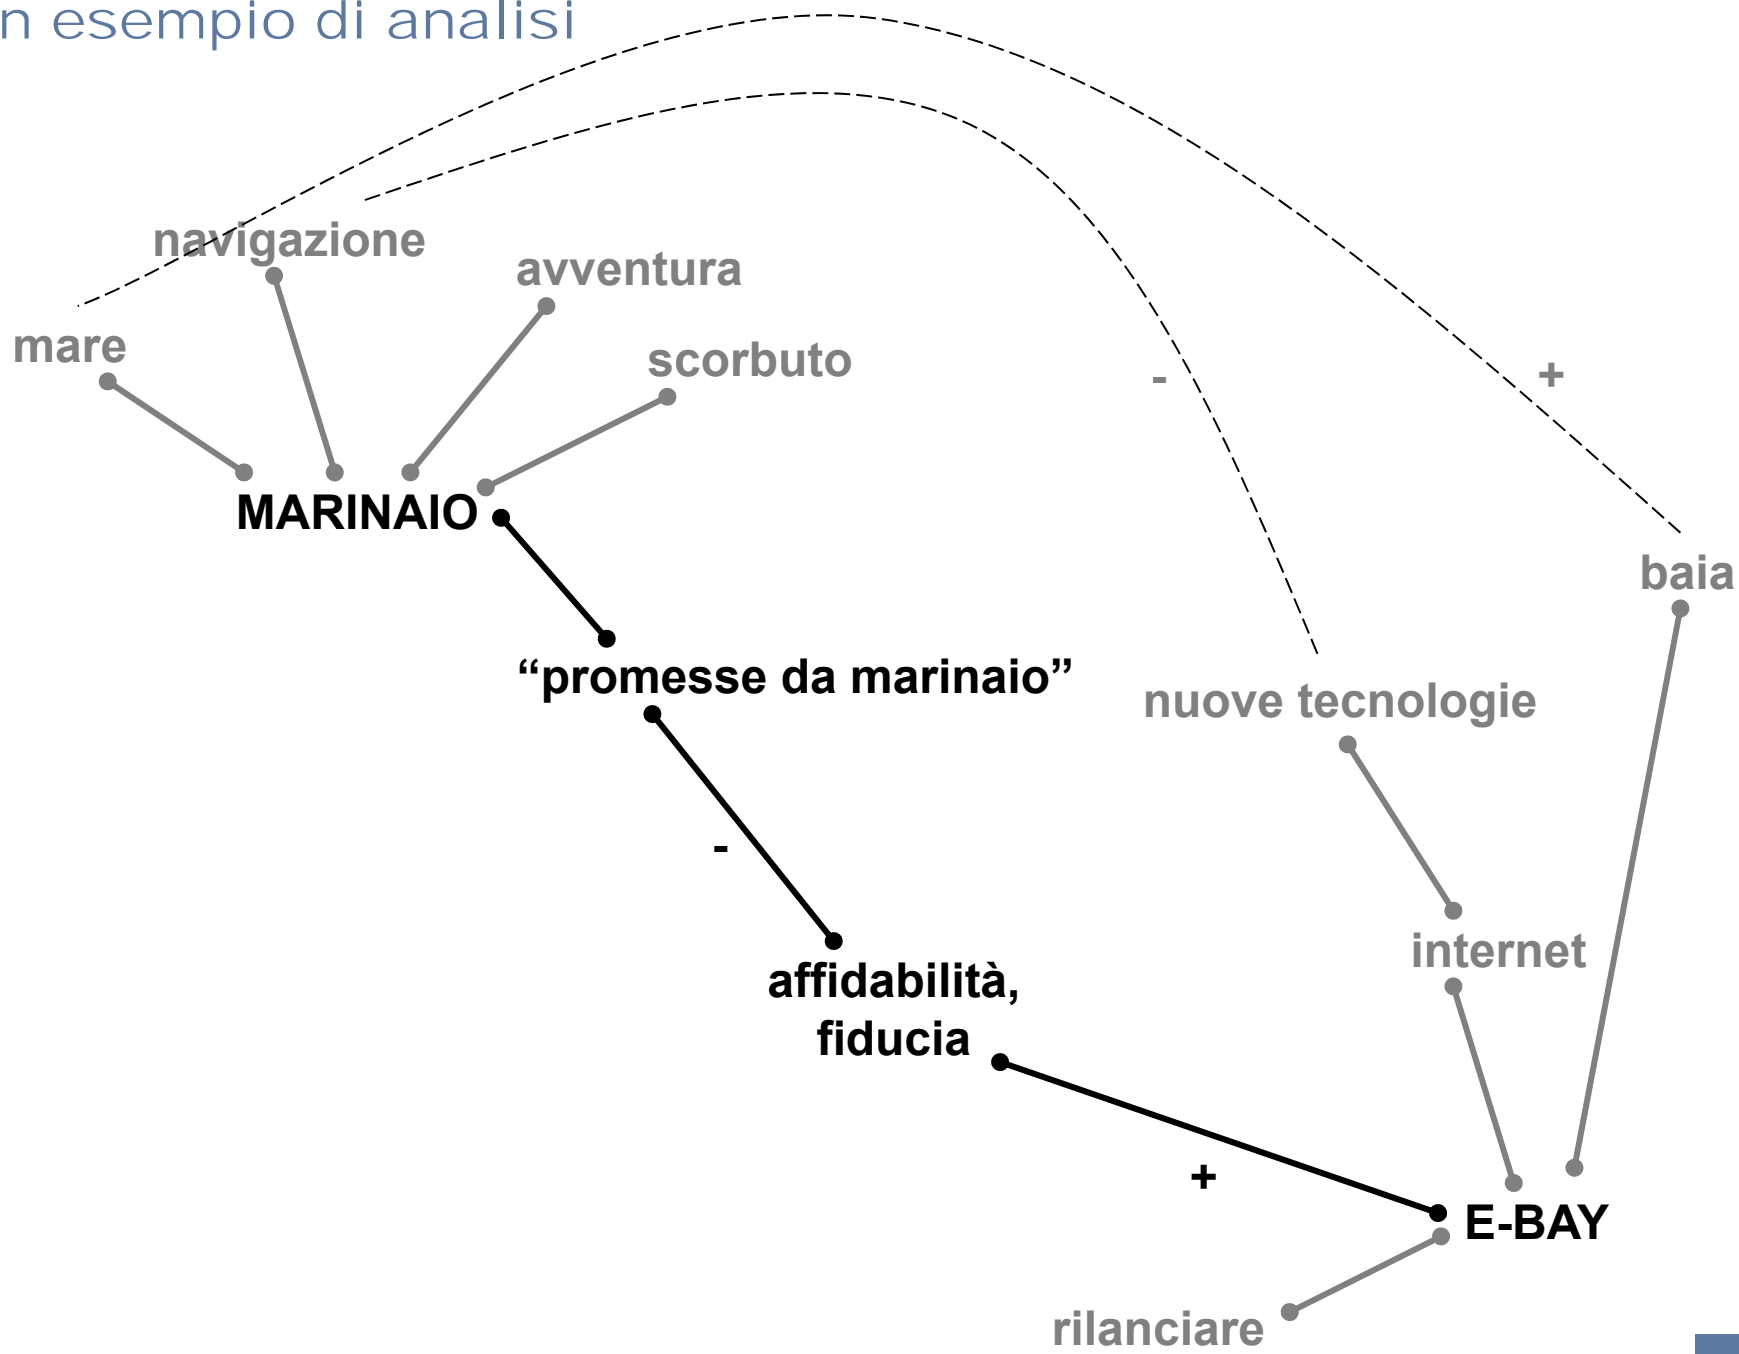 n esempio di analisi
navigazione
avventura
mare
scorbuto
-
+
MARINAIO
baia
“promesse da marinaio”
nuove tecnologie
-
internet
affidabilità,
fiducia
+
E-BAY
rilanciare